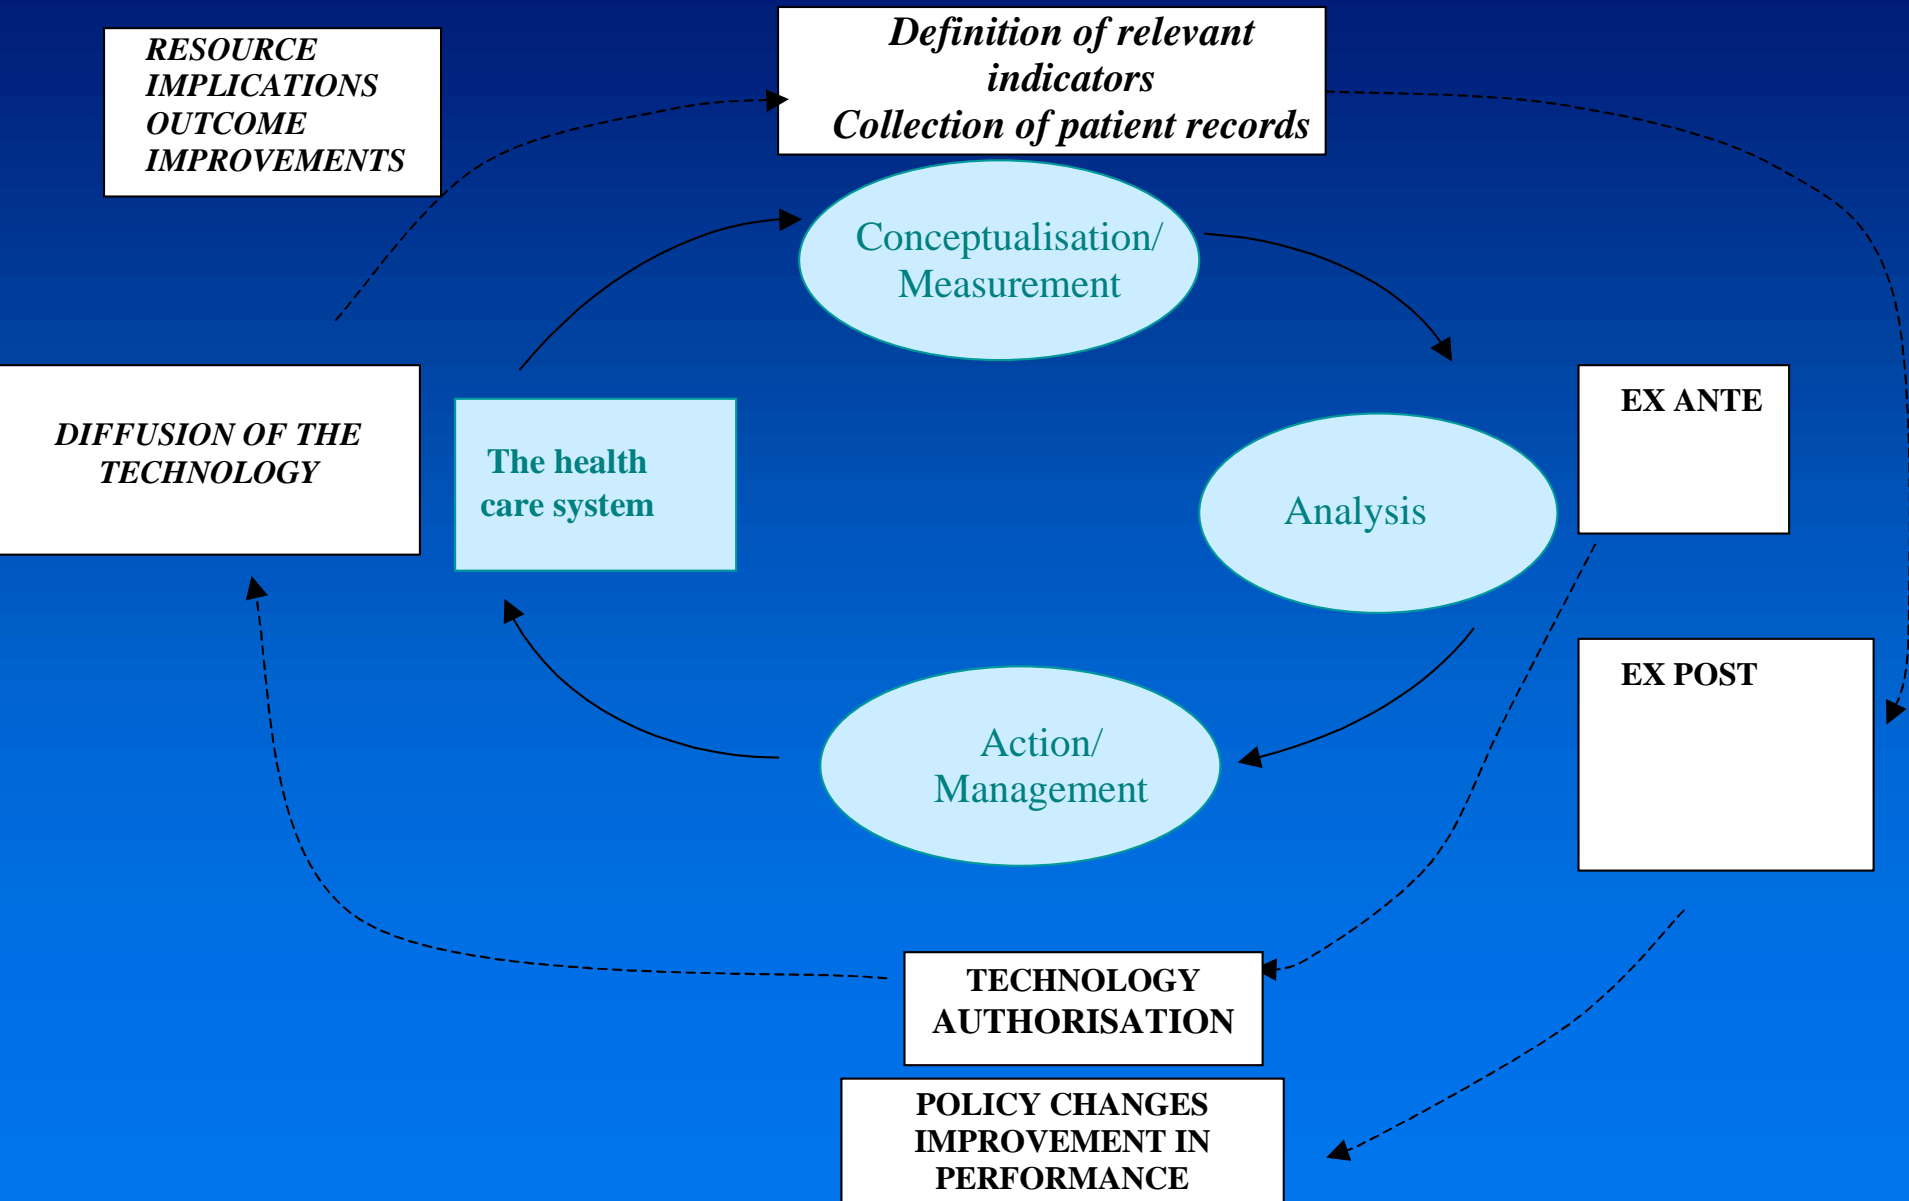 RESOURCE
IMPLICATIONS
OUTCOME
IMPROVEMENTS
Definition of relevant
indicators
Collection of patient records
Conceptualisation/
Measurement
DIFFUSION OF THE
TECHNOLOGY
The health
care system
Analysis
EX ANTE
EX POST
Action/
Management
TECHNOLOGY
AUTHORISATION
POLICY CHANGES
IMPROVEMENT IN
PERFORMANCE